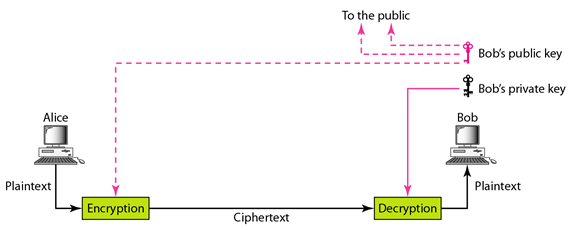 To the public
Bob's public key
Bob's private key
Alice
Bob
Plaintext
Plaintext
Encryption
Ciphertext
Decryption